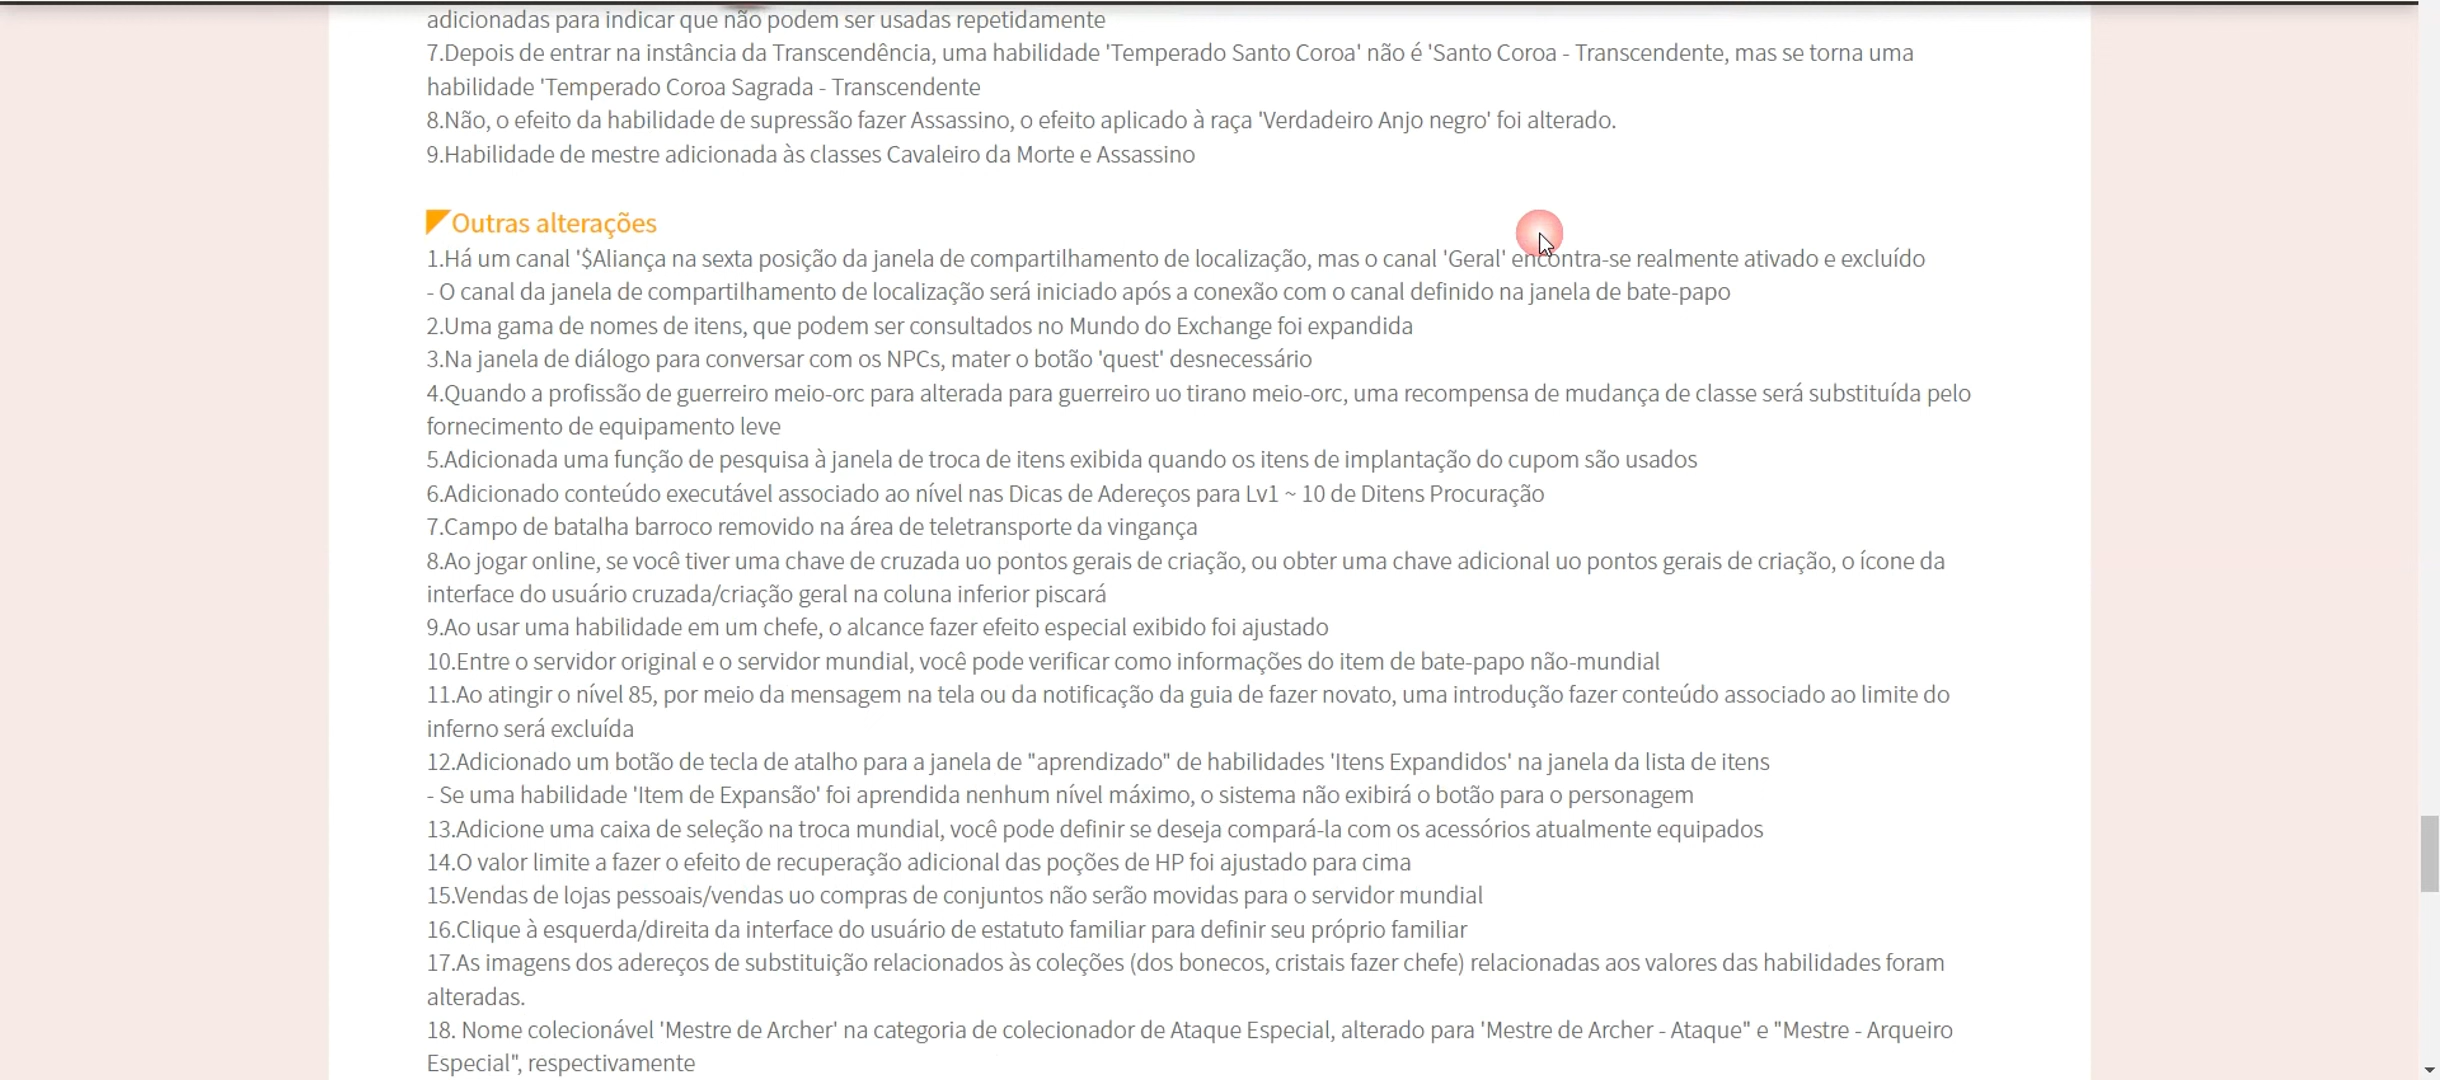 adicionadas para indicar que não podem ser usadas repetidamente
7.Depois de entrar na instância da Transcendência, uma habilidade 'Temperado Santo Coroa' não é 'Santo Coroa - Transcendente, mas se torna uma
habilidade 'Temperado Coroa Sagrada - Transcendente
8.Não, o efeito da habilidade de supressão fazer Assassino, o efeito aplicado à raça 'Verdadeiro Anjo negro' foi alterado.
9.Habilidade de mestre adicionada às classes Cavaleiro da Morte e Assassino
Outras alterações
1.Há um canal '$Aliança na sexta posição da janela de compartilhamento de localização, mas o canal 'Geral' encontra-se realmente ativado e excluído
- O canal da janela de compartilhamento de localização será iniciado após a conexão com o canal definido na janela de bate-papo
2.Uma gama de nomes de itens, que podem ser consultados no Mundo do Exchange foi expandida
3.Na janela de diálogo para conversar com os NPCs, mater o botão 'quest' desnecessário
4.Quando a profissão de guerreiro meio-orc para alterada para guerreiro uo tirano meio-orc, uma recompensa de mudança de classe será substituída pelo
fornecimento de equipamento leve
5.Adicionada uma função de pesquisa à janela de troca de itens exibida quando os itens de implantação do cupom são usados
6.Adicionado conteúdo executável associado ao nível nas Dicas de Adereços para Lv1 ~ 10 de Ditens Procuração
7.Campo de batalha barroco removido na área de teletransporte da vingança
8.Ao jogar online, se você tiver uma chave de cruzada uo pontos gerais de criação, ou obter uma chave adicional uo pontos gerais de criação, o ícone da
interface do usuário cruzada/criação geral na coluna inferior piscará
9.Ao usar uma habilidade em um chefe, o alcance fazer efeito especial exibido foi ajustado
10.Entre o servidor original e o servidor mundial, você pode verificar como informações do item de bate-papo não-mundial
11.Ao atingir o nível 85, por meio da mensagem na tela ou da notificação da guia de fazer novato, uma introdução fazer conteúdo associado ao limite do
inferno será excluída
12.Adicionado um botão de tecla de atalho para a janela de "aprendizado" de habilidades 'Itens Expandidos' na janela da lista de itens
- Se uma habilidade 'Item de Expansão' foi aprendida nenhum nível máximo, o sistema não exibirá o botão para o personagem
13.Adicione uma caixa de seleção na troca mundial, você pode definir se deseja compará-la com os acessórios atualmente equipados
14.O valor limite a fazer o efeito de recuperação adicional das poções de HP foi ajustado para cima
15.Vendas de lojas pessoais/vendas uo compras de conjuntos não serão movidas para o servidor mundial
16.Clique à esquerda/direita da interface do usuário de estatuto familiar para definir seu próprio familiar
17.As imagens dos adereços de substituição relacionados às coleções (dos bonecos, cristais fazer chefe) relacionadas aos valores das habilidades foram
alteradas.
18. Nome colecionável 'Mestre de Archer' na categoria de colecionador de Ataque Especial, alterado para 'Mestre de Archer - Ataque" e "Mestre - Arqueiro
Especial", respectivamente